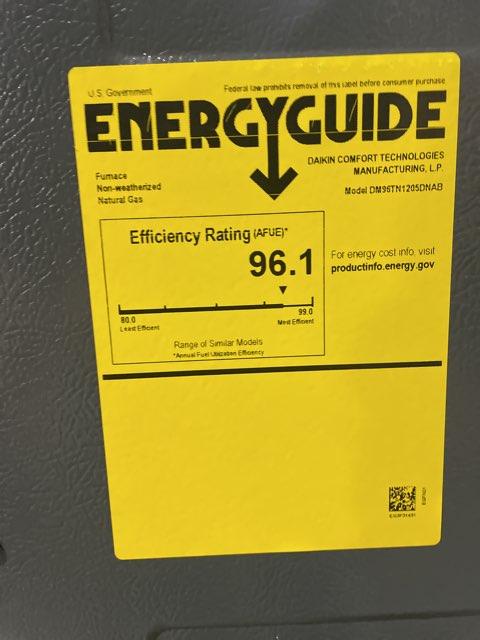 U.S. Government
Federal law prohibits removal of this label before consumer purchase
ENERGYGUIDE
Furnace
Non-weatherized
Natural Gas
DAIKIN COMFORT TECHNOLOGIES
MANUFACTURING, L.P.
Model DM96TN1205DNAB
Efficiency Rating (AFUE)*
96.1
For energy cost info, visit
productinfo.energy.gov
80.0
Least Efficient
99.0
Most Efficient
Range of Similar Models
*Annual Fuel Utilization Efficiency